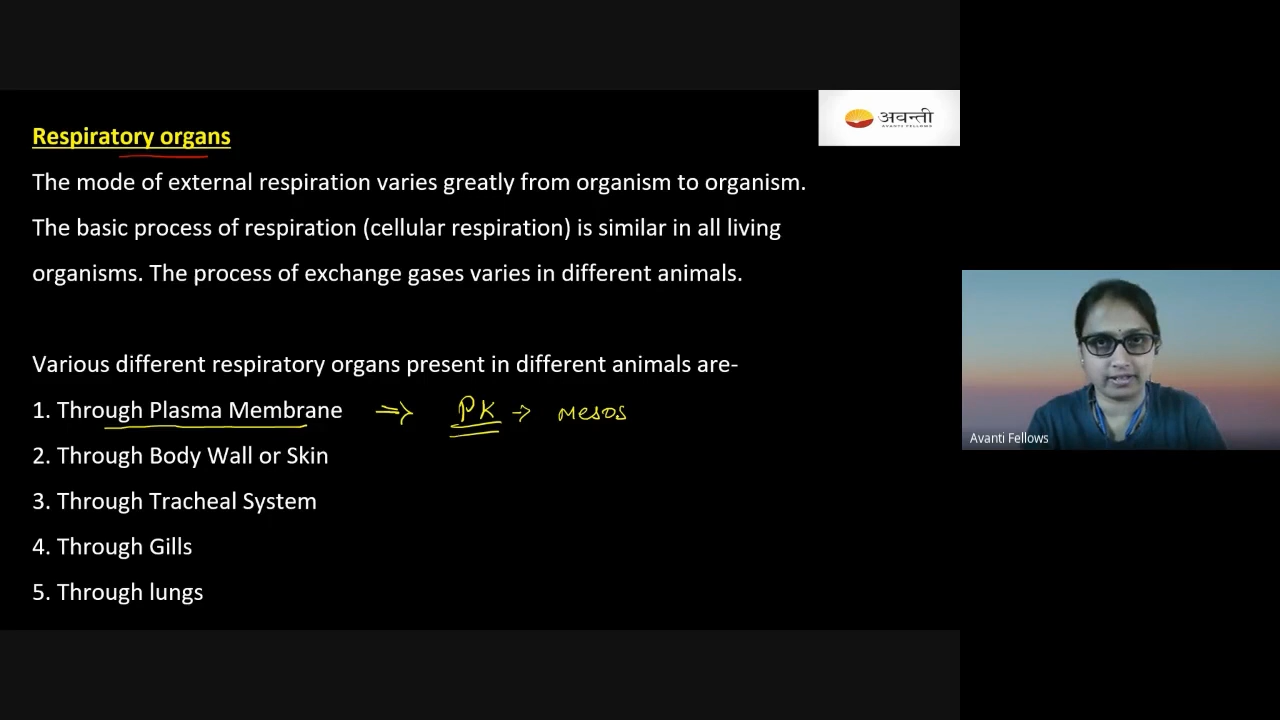 अवन्ती
AVANTI FELLOWS
Respiratory organs
The mode of external respiration varies greatly from organism to organism.
The basic process of respiration (cellular respiration) is similar in all living
organisms. The process of exchange gases varies in different animals.
Various different respiratory organs present in different animals are-
1. Through Plasma Membrane ⇒ PK → Mesos
2. Through Body Wall or Skin
3. Through Tracheal System
4. Through Gills
5. Through lungs
Avanti Fellows